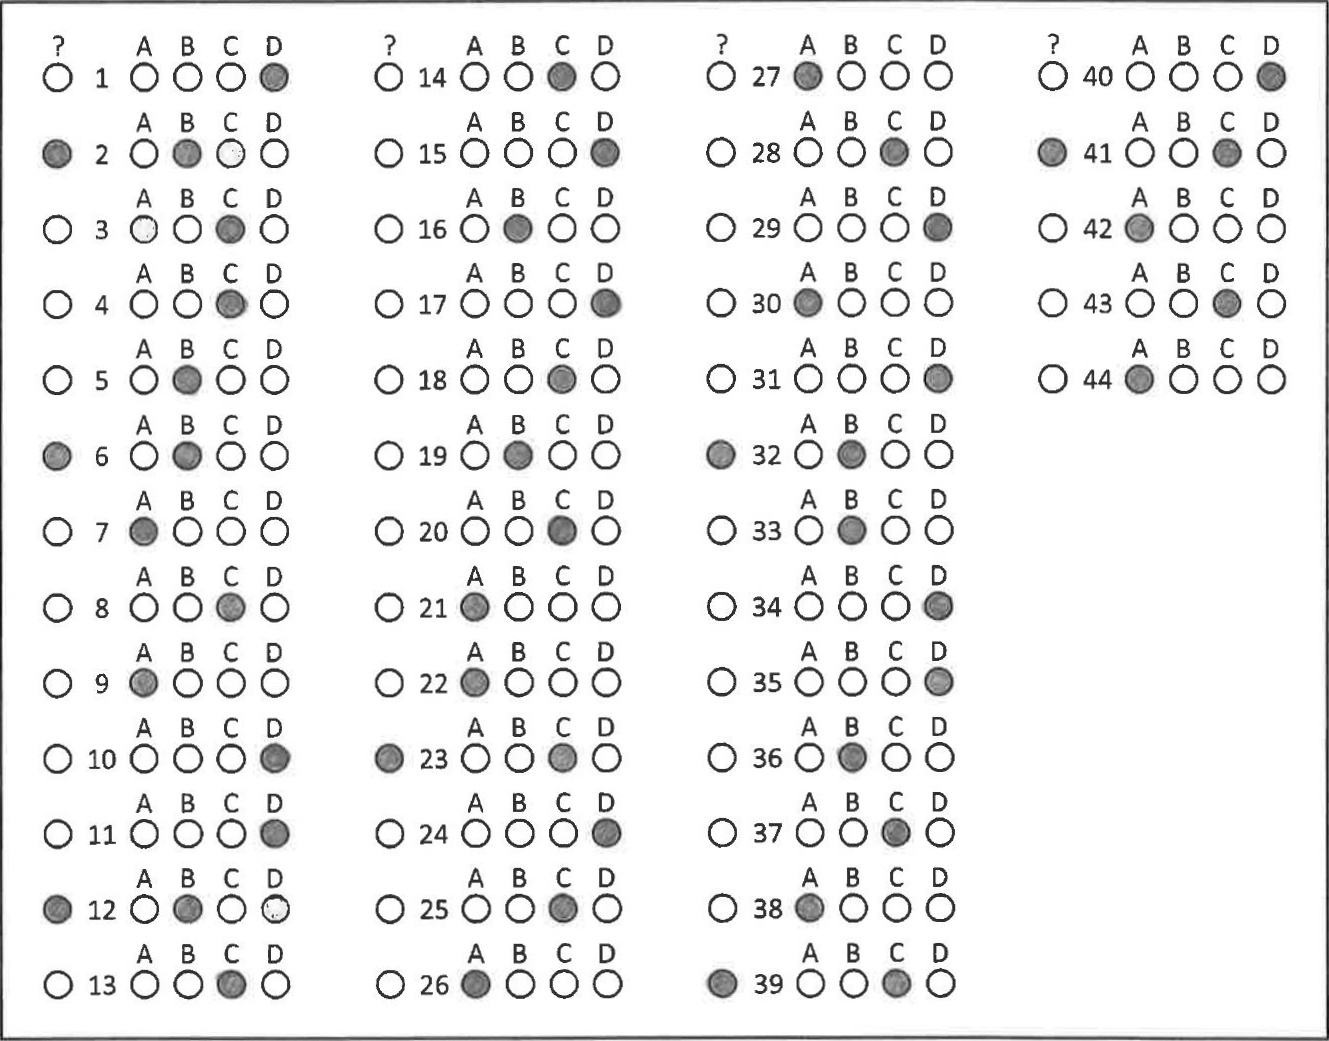 ? A B C D
1
A B C D
2
A B C D
3
A B C D
4
A B C D
5
A B C D
6
A B C D
7
A B C D
8
A B C D
9
A B C D
10
A B C D
11
A B C D
12
A B C D
13
? A B C D
14
A B C D
15
A B C D
16
A B C D
17
A B C D
18
A B C D
19
A B C D
20
A B C D
21
A B C D
22
A B C D
23
A B C D
24
A B C D
25
A B C D
26
? A B C D
27
A B C D
28
A B C D
29
A B C D
30
A B C D
31
A B C D
32
A B C D
33
A B C D
34
A B C D
35
A B C D
36
A B C D
37
A B C D
38
A B C D
39
? A B C D
40
A B C D
41
A B C D
42
A B C D
43
A B C D
44